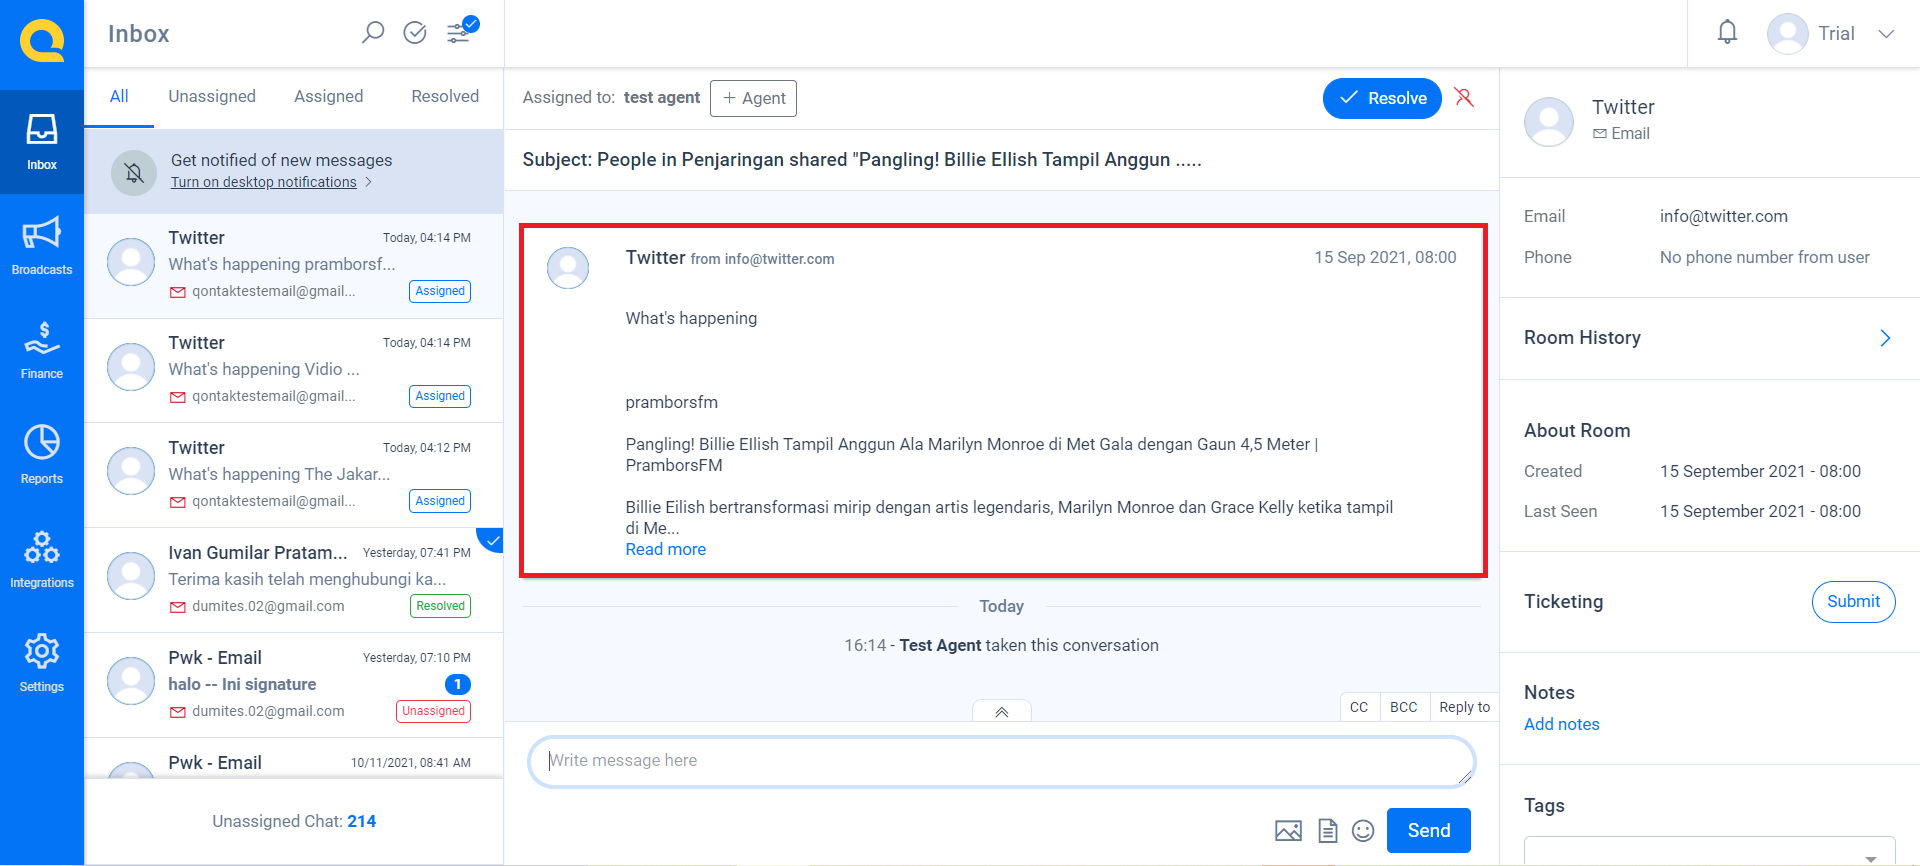 Inbox
Trial
Inbox
Broadcasts
Finance
Reports
Integrations
Settings
All Unassigned Assigned Resolved
Get notified of new messages
Turn on desktop notifications
Twitter Today, 04:14 PM
What's happening pramborsf...
qontaktestemail@gmail... Assigned
Twitter Today, 04:14 PM
What's happening Vidio ...
qontaktestemail@gmail... Assigned
Twitter Today, 04:12 PM
What's happening The Jakar...
qontaktestemail@gmail... Assigned
Ivan Gumilar Pratam... Yesterday, 07:41 PM
Terima kasih telah menghubungi ka...
dumites.02@gmail.com Resolved
Pwk - Email Yesterday, 07:10 PM
halo -- Ini signature 1
dumites.02@gmail.com Unassigned
Pwk - Email 10/11/2021, 08:41 AM
Unassigned Chat: 214
Assigned to: test agent + Agent Resolve
Subject: People in Penjaringan shared "Pangling! Billie EIlish Tampil Anggun .....
Twitter from info@twitter.com 15 Sep 2021, 08:00
What's happening
pramborsfm
Pangling! Billie EIlish Tampil Anggun Ala Marilyn Monroe di Met Gala dengan Gaun 4,5 Meter |
PramborsFM
Billie Eilish bertransformasi mirip dengan artis legendaris, Marilyn Monroe dan Grace Kelly ketika tampil
di Me...
Read more
Today
16:14 - Test Agent taken this conversation
CC BCC Reply to
Write message here
Send
Twitter
Email
Email info@twitter.com
Phone No phone number from user
Room History
About Room
Created 15 September 2021 - 08:00
Last Seen 15 September 2021 - 08:00
Ticketing Submit
Notes
Add notes
Tags